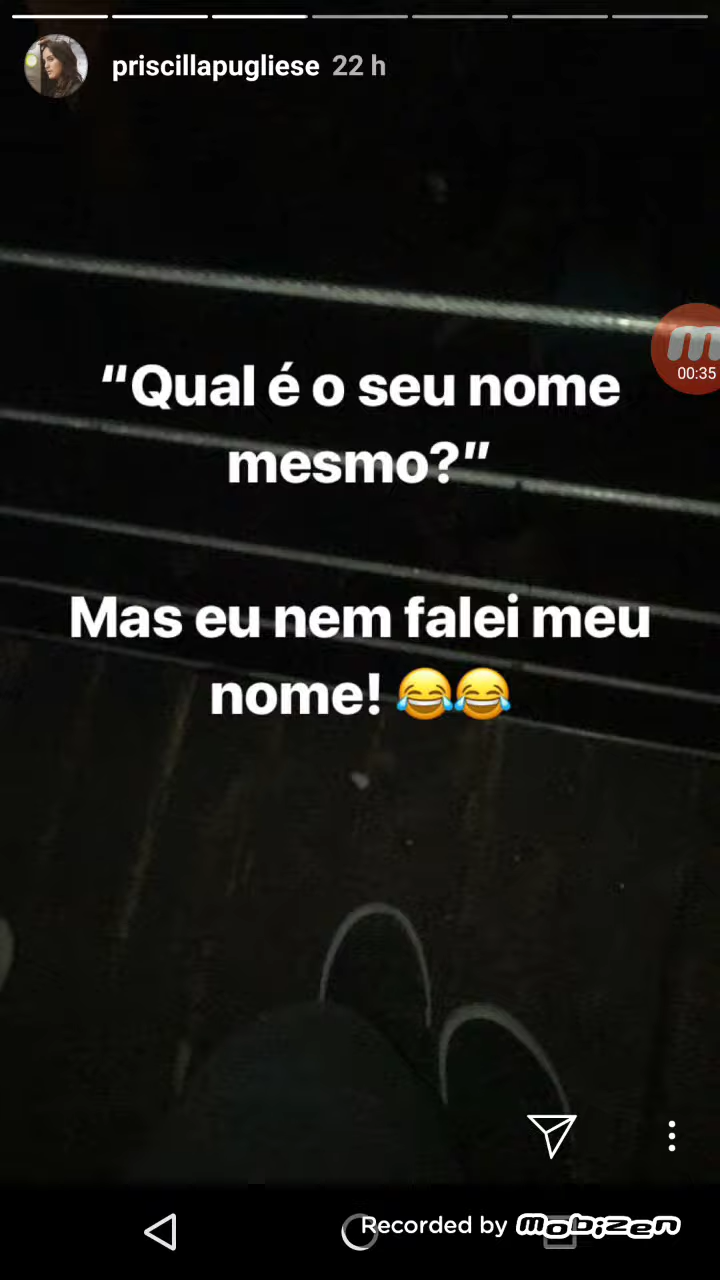 priscillapugliese 22 h
m
00:35
“Qual é o seu nome
mesmo?”
Mas eu nem falei meu
nome! 😂😂
Recorded by mobizen